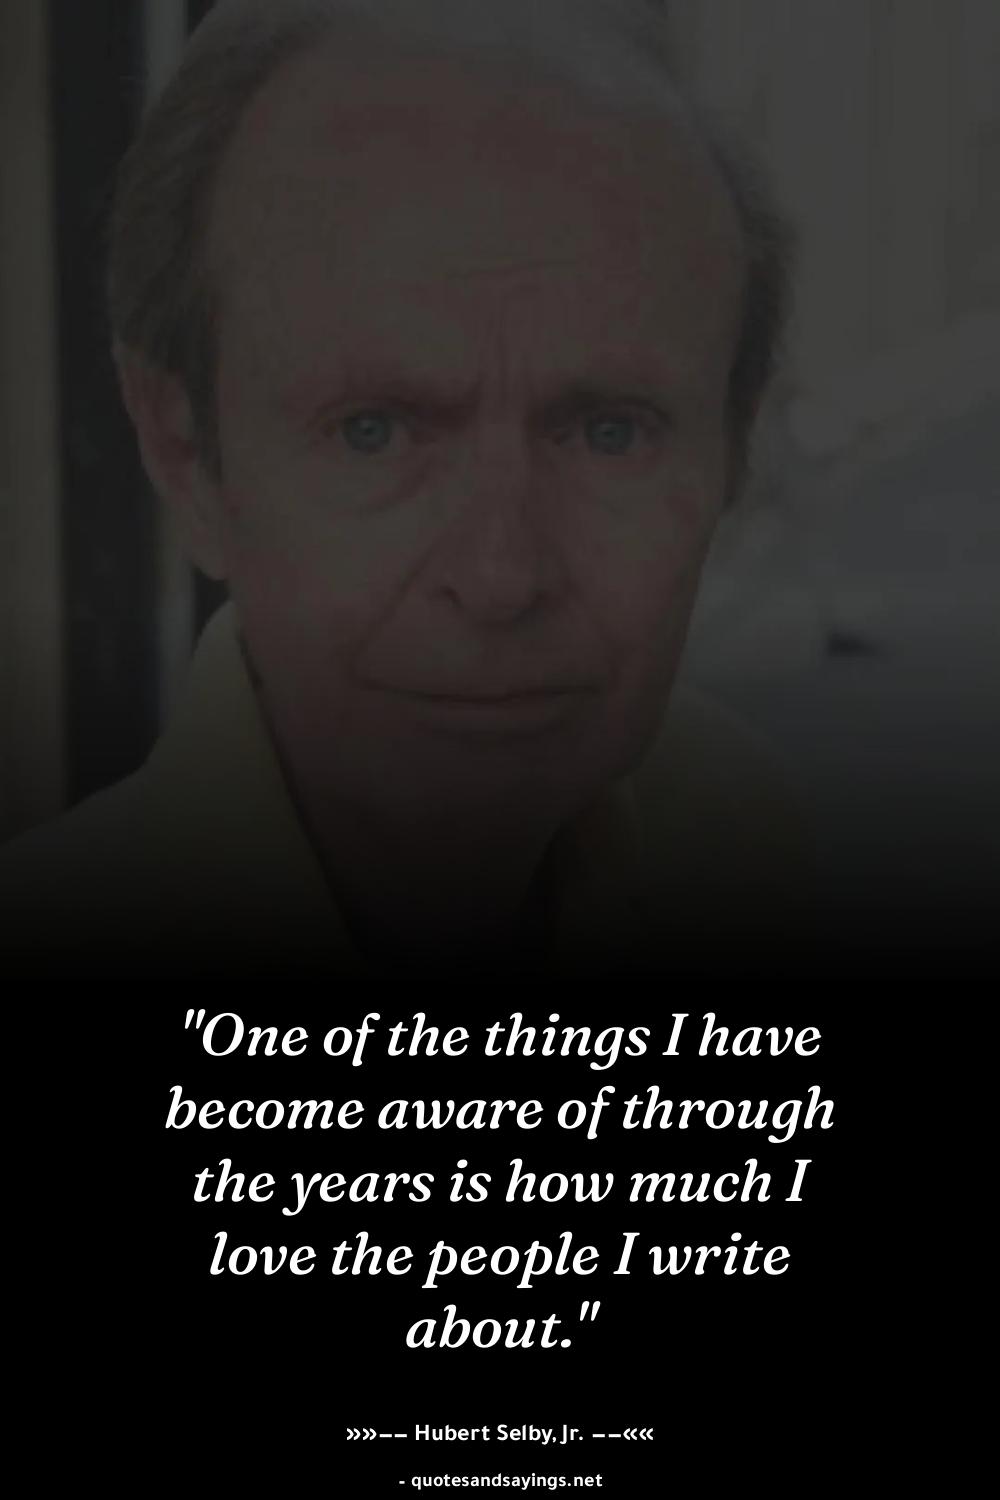 "One of the things I have
become aware of through
the years is how much I
love the people I write
about."
»»−− Hubert Selby, Jr. −−««
- quotesandsayings.net